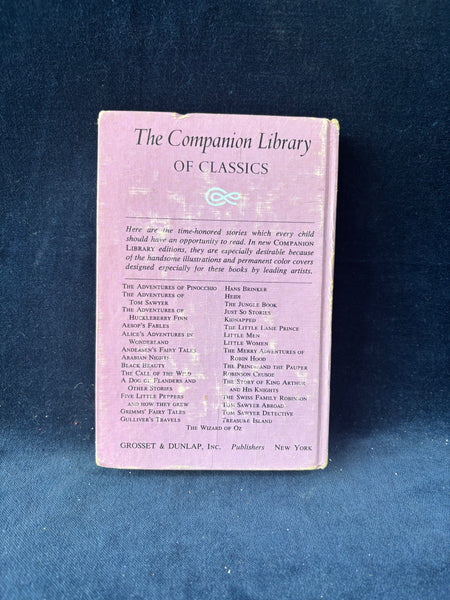 The Companion Library
OF CLASSICS
Here are the time-honored stories which every child
should have an opportunity to read. In new COMPANION
LIBRARY editions, they are especially desirable because
of the handsome illustrations and permanent color covers
designed especially for these books by leading artists.
THE ADVENTURES OF PINOCCHIO
THE ADVENTURES OF
TOM SAWYER
THE ADVENTURES OF
HUCKLEBERRY FINN
AESOP'S FABLES
ALICE'S ADVENTURES IN
WONDERLAND
ANDERSEN'S FAIRY TALES
ARABIAN NIGHTS
BLACK BEAUTY
THE CALL OF THE WILD
A DOG OF FLANDERS AND
OTHER STORIES
FIVE LITTLE PEPPERS
AND HOW THEY GREW
GRIMMS' FAIRY TALES
GULLIVER'S TRAVELS
HANS BRINKER
HEIDI
THE JUNGLE BOOK
JUST SO STORIES
KIDNAPPED
THE LITTLE LAME PRINCE
LITTLE MEN
LITTLE WOMEN
THE MERRY ADVENTURES OF
ROBIN HOOD
THE PRINCE AND THE PAUPER
ROBINSON CRUSOE
THE STORY OF KING ARTHUR
AND HIS KNIGHTS
THE SWISS FAMILY ROBINSON
TOM SAWYER ABROAD
TOM SAWYER DETECTIVE
TREASURE ISLAND
THE WIZARD OF OZ
GROSSET & DUNLAP, INC. Publishers NEW YORK